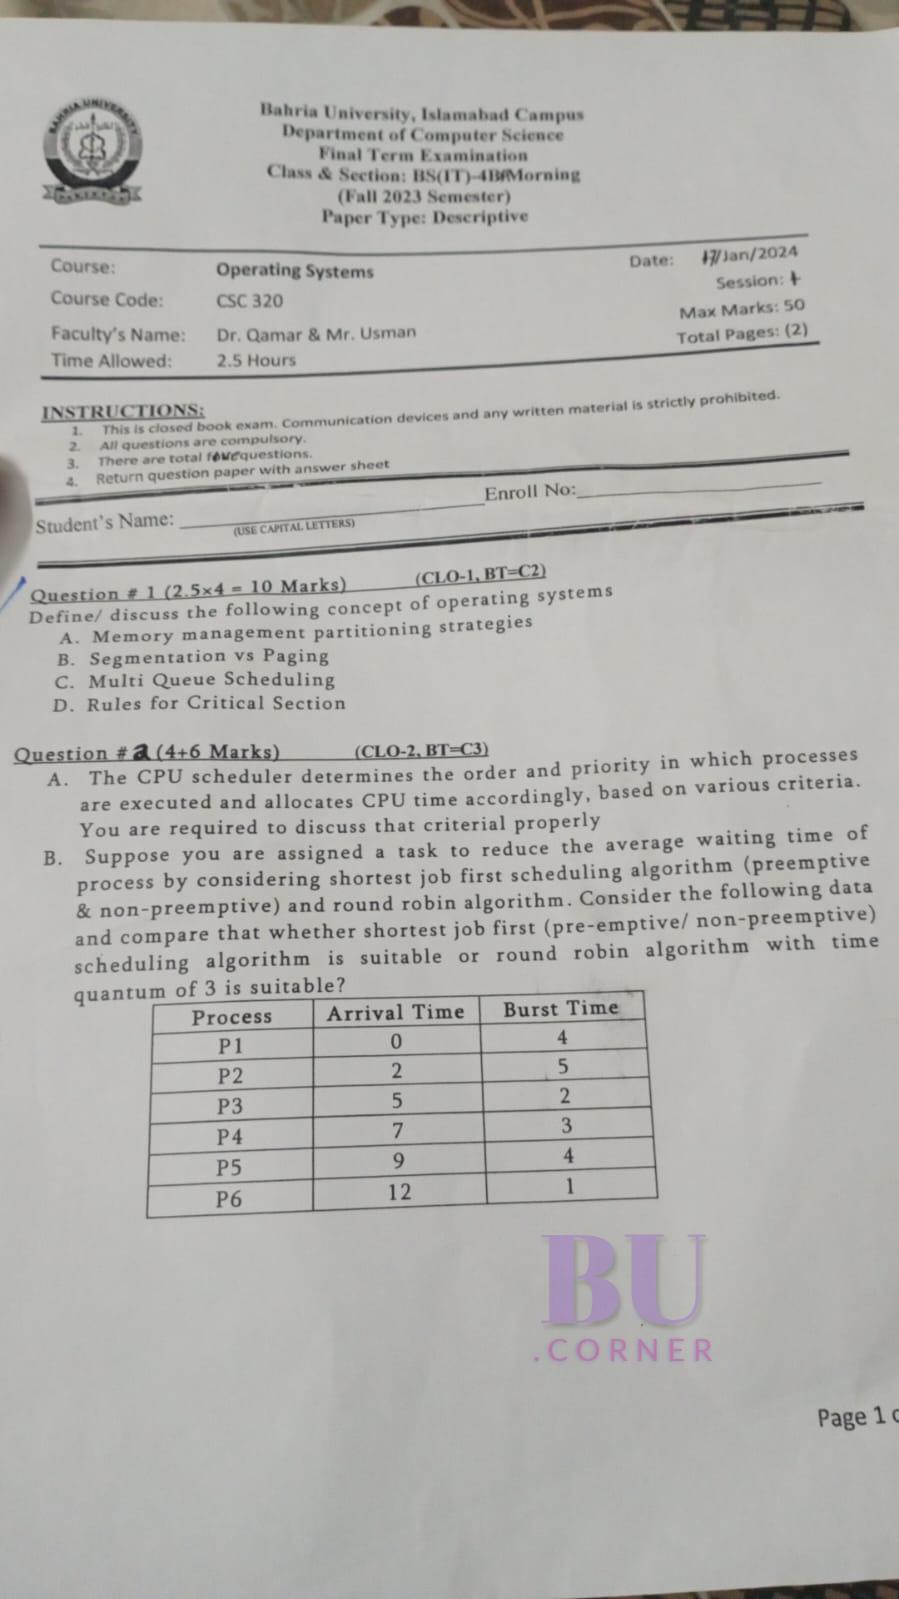 BAHRIA UNIVERSITY
PAKISTAN
Bahria University, Islamabad Campus
Department of Computer Science
Final Term Examination
Class & Section: BS(IT)-4B Morning
(Fall 2023 Semester)
Paper Type: Descriptive
Course: Operating Systems Date: 17/Jan/2024
Course Code: CSC 320 Session: 1
Faculty's Name: Dr. Qamar & Mr. Usman Max Marks: 50
Time Allowed: 2.5 Hours Total Pages: (2)
INSTRUCTIONS:
1. This is closed book exam. Communication devices and any written material is strictly prohibited.
2. All questions are compulsory.
3. There are total questions.
4. Return question paper with answer sheet
Student's Name: Enroll No:
(USE CAPITAL LETTERS)
Question # 1 (2.5×4 = 10 Marks) (CLO-1, BT=C2)
Define/ discuss the following concept of operating systems
A. Memory management partitioning strategies
B. Segmentation vs Paging
C. Multi Queue Scheduling
D. Rules for Critical Section
Question # 2 (4+6 Marks) (CLO-2, BT=C3)
A. The CPU scheduler determines the order and priority in which processes
are executed and allocates CPU time accordingly, based on various criteria.
You are required to discuss that criterial properly
B. Suppose you are assigned a task to reduce the average waiting time of
process by considering shortest job first scheduling algorithm (preemptive
& non-preemptive) and round robin algorithm. Consider the following data
and compare that whether shortest job first (pre-emptive/ non-preemptive)
scheduling algorithm is suitable or round robin algorithm with time
quantum of 3 is suitable?
Process Arrival Time Burst Time
P1 0 4
P2 2 5
P3 5 2
P4 7 3
P5 9 4
P6 12 1
BU
.CORNER
Page 1